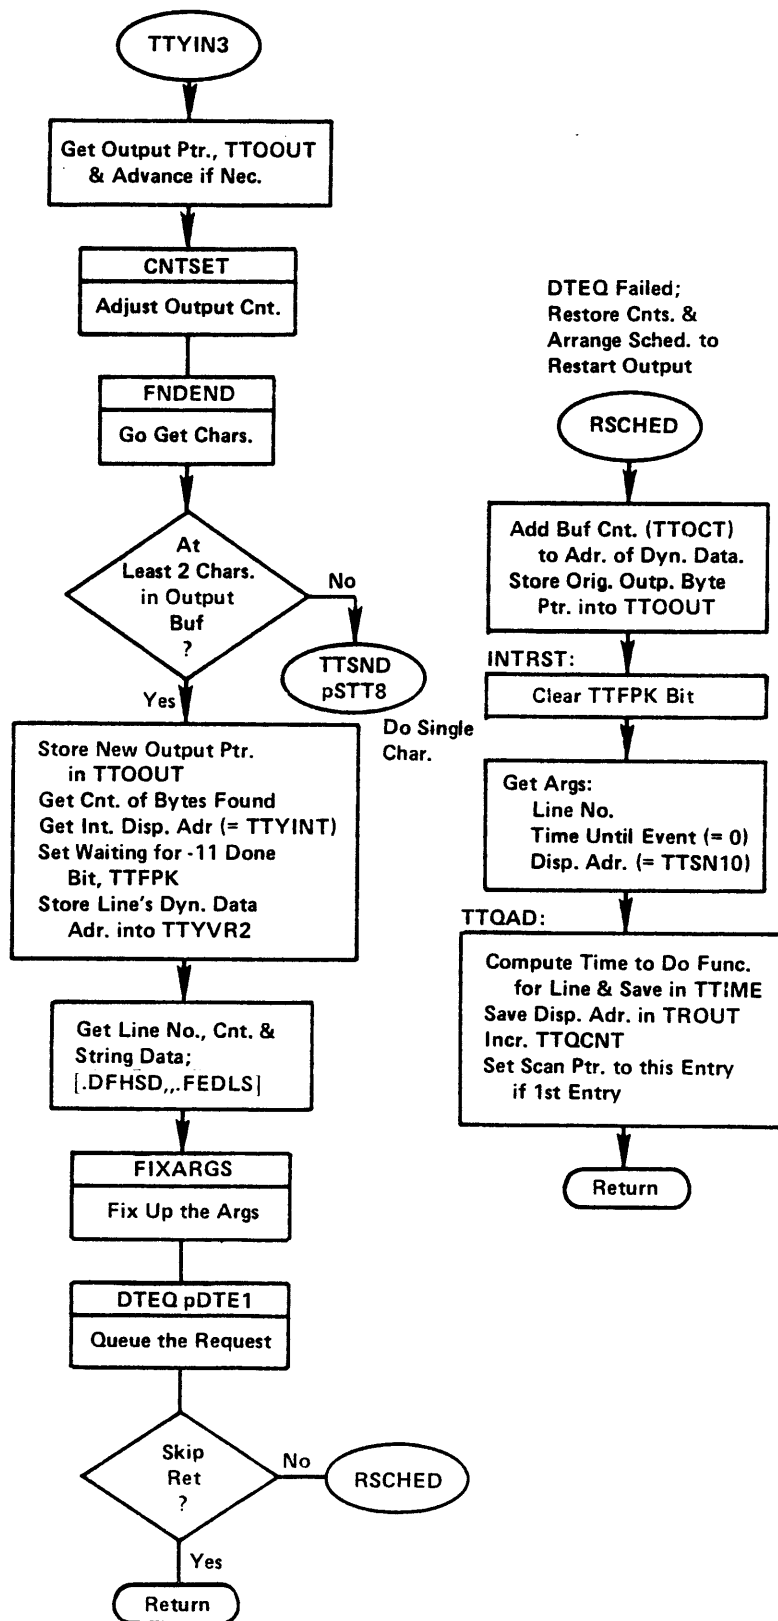 TTYIN3
Get Output Ptr., TTOOUT
& Advance if Nec.
CNTSET
Adjust Output Cnt.
FNDEND
Go Get Chars.
At
Least 2 Chars.
in Output
Buf
?
No
TTSND
pSTT8
Do Single
Char.
Yes
Store New Output Ptr.
in TTOOUT
Get Cnt. of Bytes Found
Get Int. Disp. Adr (= TTYINT)
Set Waiting for -11 Done
Bit, TTFPK
Store Line's Dyn. Data
Adr. into TTYVR2
Get Line No., Cnt. &
String Data;
[.DFHSD,,.FEDLS]
FIXARGS
Fix Up the Args
DTEQ pDTE1
Queue the Request
Skip
Ret
?
No
RSCHED
Yes
Return
DTEQ Failed;
Restore Cnts. &
Arrange Sched. to
Restart Output
RSCHED
Add Buf Cnt. (TTOCT)
to Adr. of Dyn. Data.
Store Orig. Outp. Byte
Ptr. into TTOOUT
INTRST:
Clear TTFPK Bit
Get Args:
Line No.
Time Until Event (= 0)
Disp. Adr. (= TTSN10)
TTQAD:
Compute Time to Do Func.
for Line & Save in TTIME
Save Disp. Adr. in TROUT
Incr. TTQCNT
Set Scan Ptr. to this Entry
if 1st Entry
Return